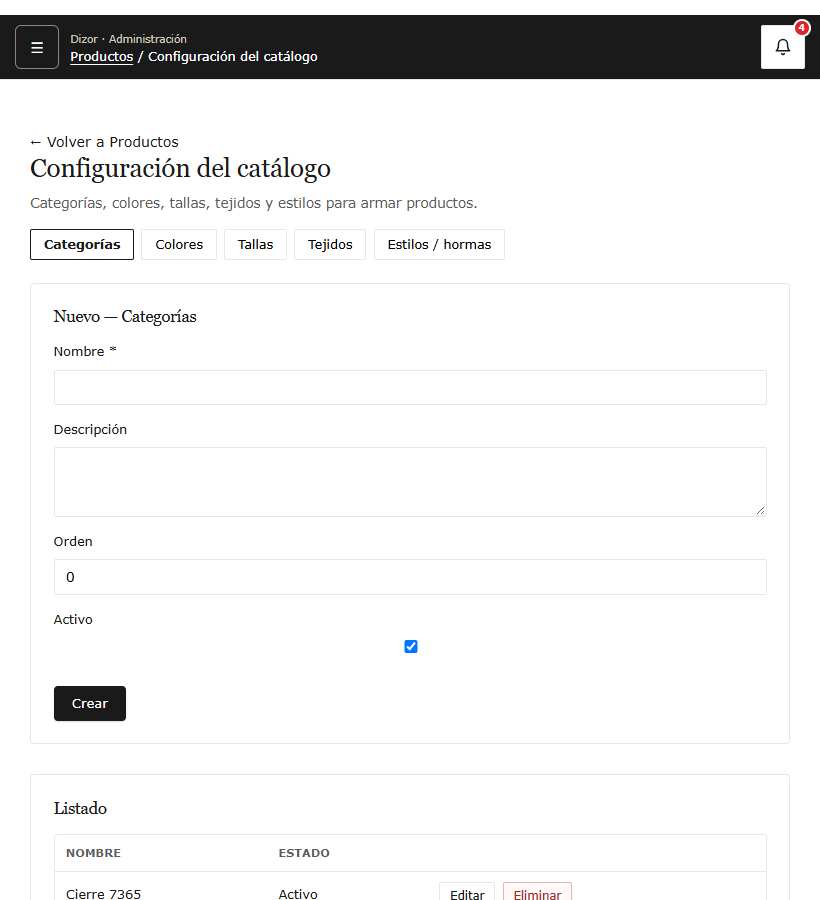 ☰
Dizor · Administración
Productos / Configuración del catálogo
4
← Volver a Productos
Configuración del catálogo
Categorías, colores, tallas, tejidos y estilos para armar productos.
Categorías Colores Tallas Tejidos Estilos / hormas
Nuevo — Categorías
Nombre *
Descripción
Orden
0
Activo
Crear
Listado
NOMBRE ESTADO
Cierre 7365 Activo Editar Eliminar